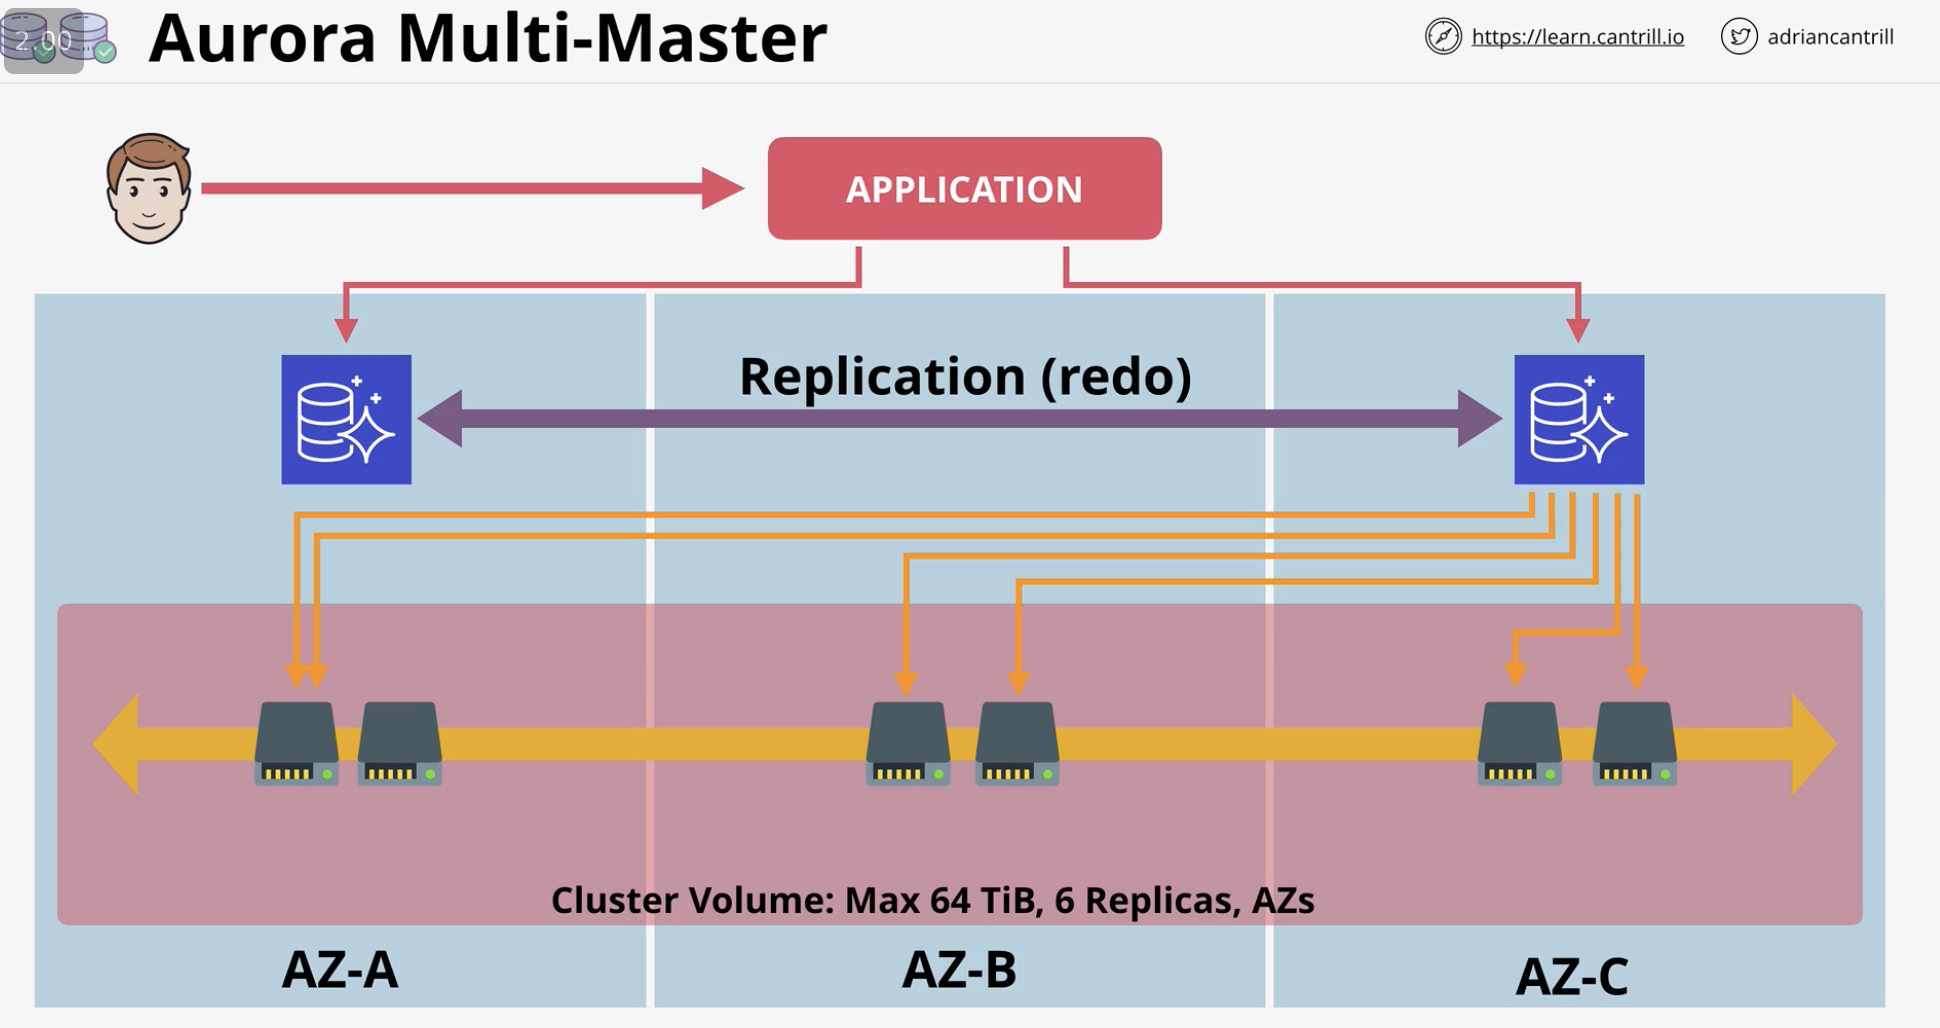 2.00
Aurora Multi-Master
https://learn.cantrill.io
adriancantrill
APPLICATION
Replication (redo)
Cluster Volume: Max 64 TiB, 6 Replicas, AZs
AZ-A
AZ-B
AZ-C